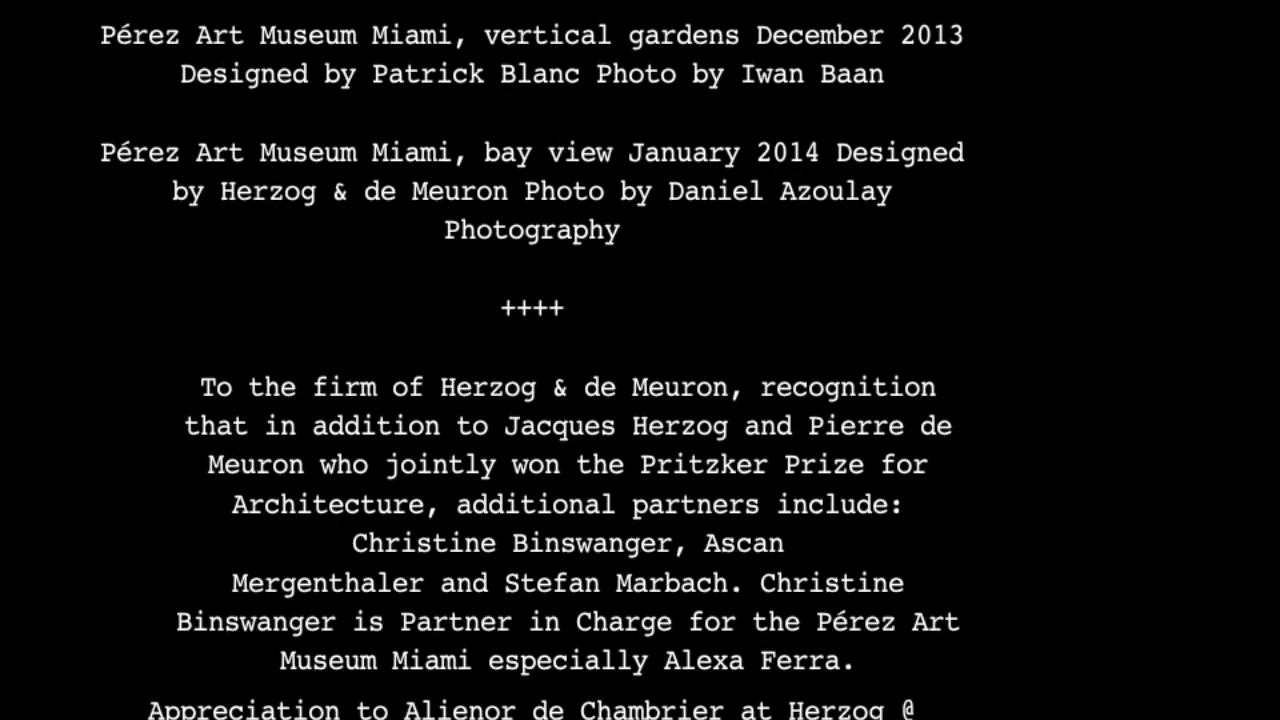 Pérez Art Museum Miami, vertical gardens December 2013
Designed by Patrick Blanc Photo by Iwan Baan
Pérez Art Museum Miami, bay view January 2014 Designed
by Herzog & de Meuron Photo by Daniel Azoulay
Photography
++++
To the firm of Herzog & de Meuron, recognition
that in addition to Jacques Herzog and Pierre de
Meuron who jointly won the Pritzker Prize for
Architecture, additional partners include:
Christine Binswanger, Ascan
Mergenthaler and Stefan Marbach. Christine
Binswanger is Partner in Charge for the Pérez Art
Museum Miami especially Alexa Ferra.
Appreciation to Alienor de Chambrier at Herzog @